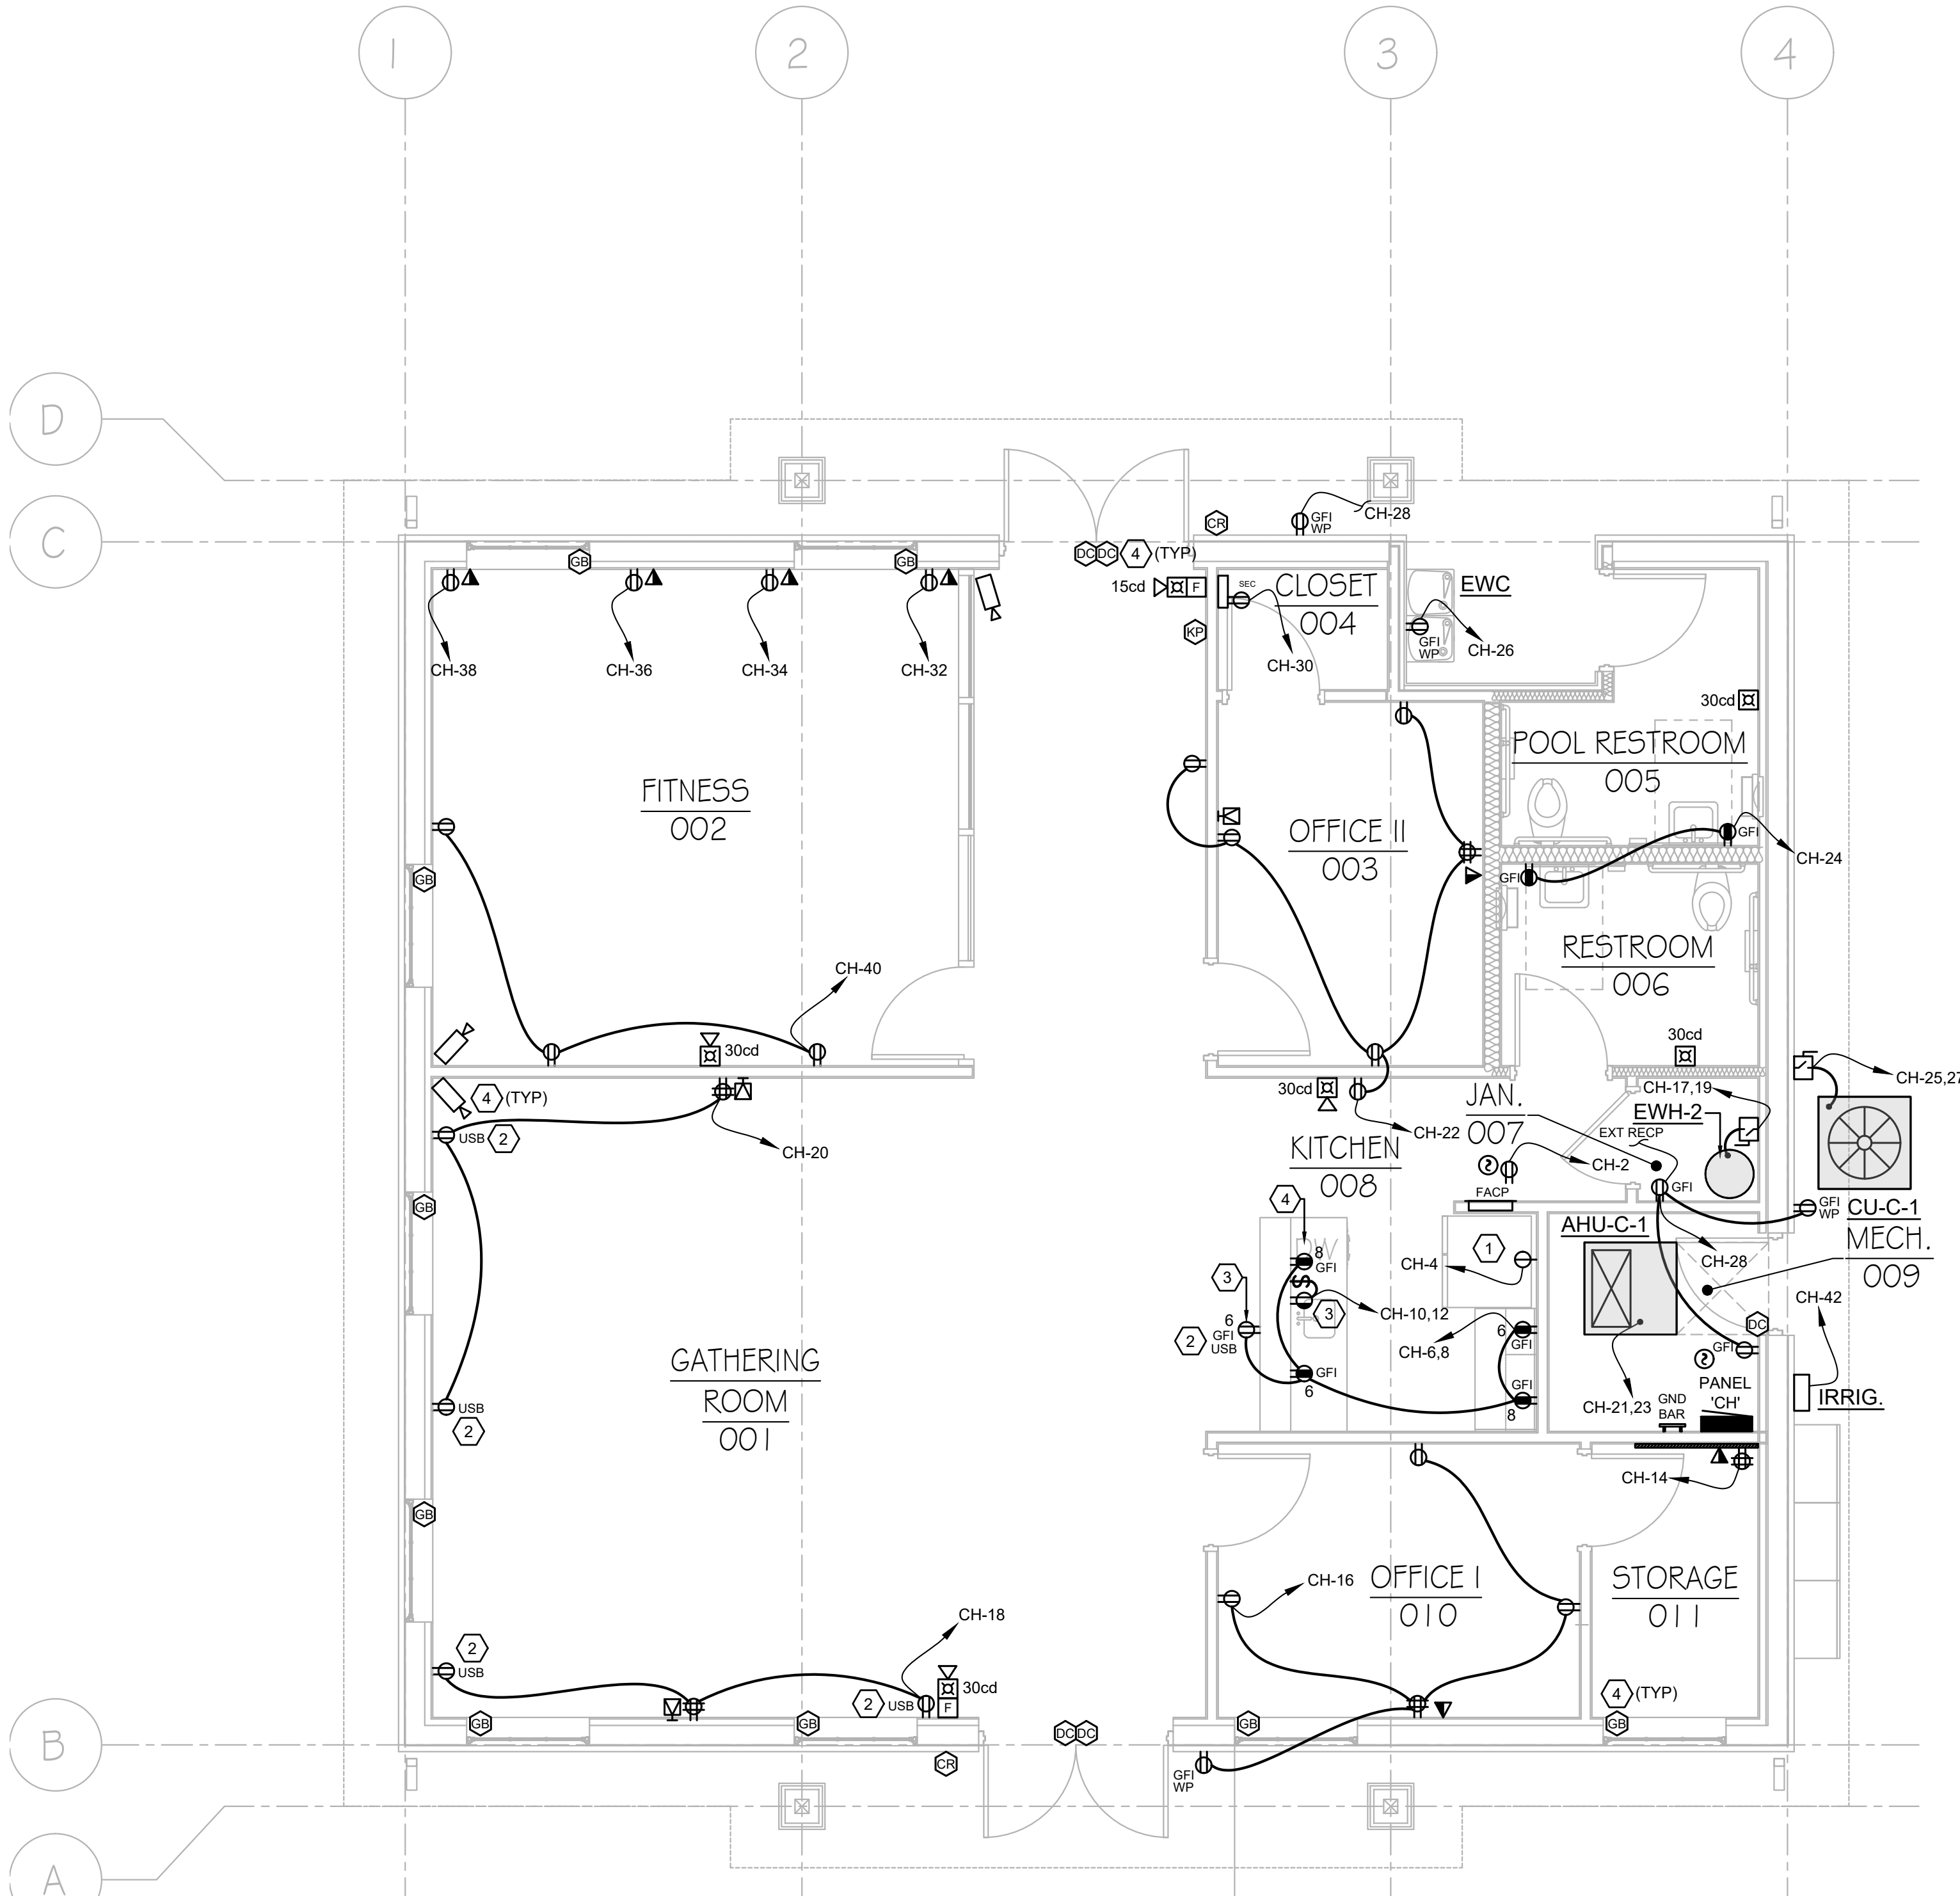 1 2 3 4
D
C
CR
GFI
WP
CH-28
GB
GB
DC DC 4 (TYP)
15cd F
SEC
CLOSET
004
EWC
KP
GFI
WP
CH-26
CH-30
CH-38
CH-36
CH-34
CH-32
30cd
POOL RESTROOM
005
FITNESS
002
OFFICE II
003
GFI
CH-24
GB
GFI
RESTROOM
006
CH-40
30cd
30cd
CH-25,27
4 (TYP)
30cd
JAN.
007
CH-17,19
EWH-2
USB 2
CH-20
CH-22
EXT RECP
KITCHEN
008
CH-2
FACP
GFI
GB
4
GFI
WP
CU-C-1
AHU-C-1
MECH.
009
DW
8
GFI
1
CH-4
CH-28
3
S
3
CH-10,12
CH-42
2
6
GFI
USB
6
GFI
CH-6,8
DC
GFI
GATHERING
ROOM
001
GFI
6
GFI
8
CH-21,23
GND
BAR
PANEL
'CH'
IRRIG.
USB
2
CH-14
GB
CH-16
OFFICE I
010
STORAGE
011
CH-18
2
USB
2 USB
30cd
F
4 (TYP)
GB
GB
DC DC
GB
GB
B
CR
GFI
WP
A